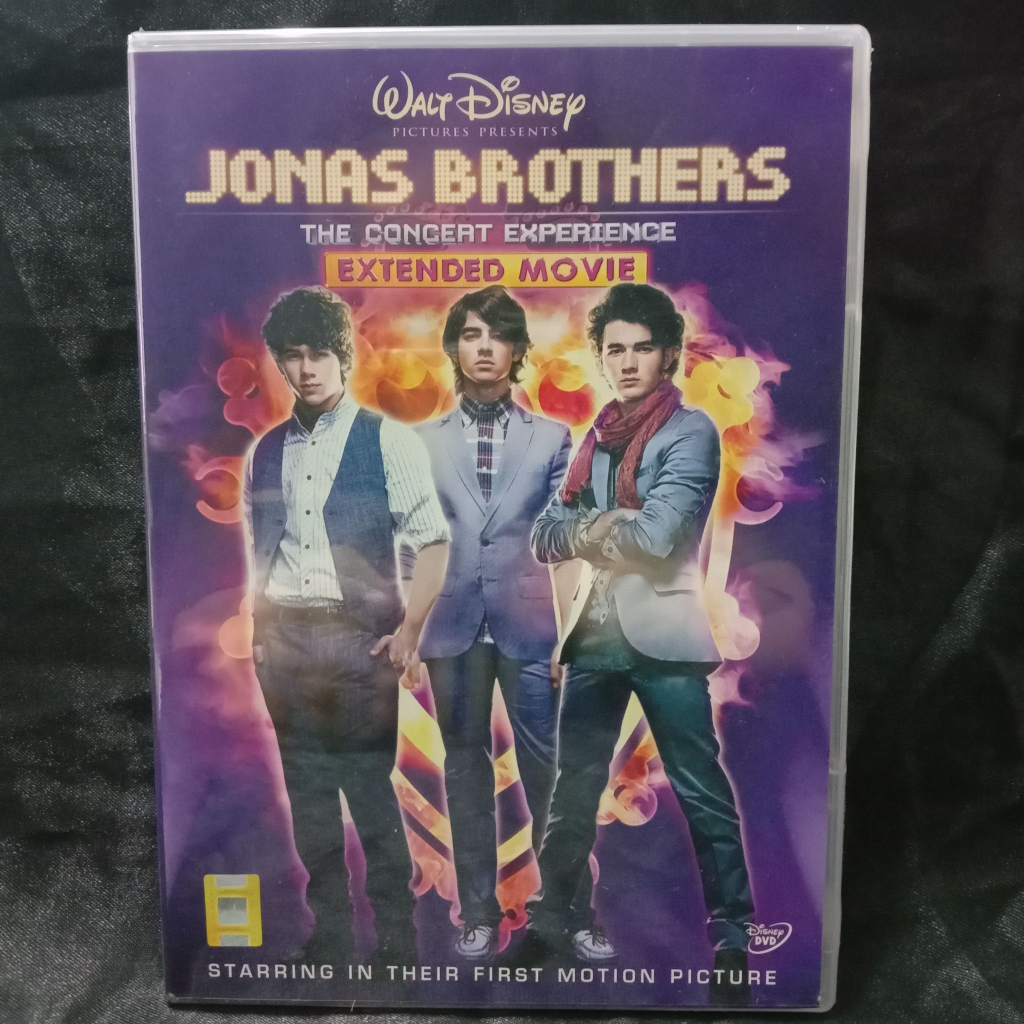 WALT DISNEY
PICTURES PRESENTS
JONAS BROTHERS
THE CONCERT EXPERIENCE
EXTENDED MOVIE
DISNEY
DVD
STARRING IN THEIR FIRST MOTION PICTURE